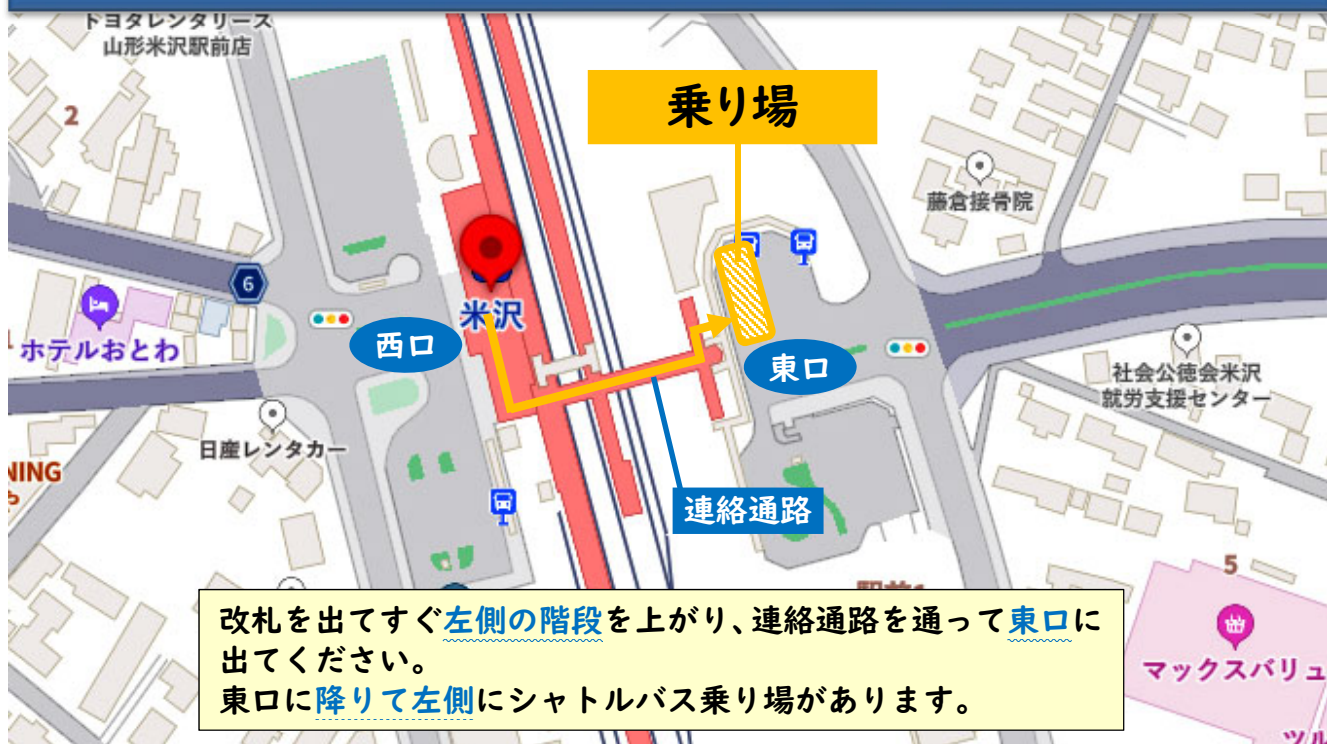 トヨタレンタリース
山形米沢駅前店
2
乗り場
藤倉接骨院
6
米沢
ホテルおとわ
西口
東口
社会公徳会米沢
就労支援センター
日産レンタカー
NING
連絡通路
5
改札を出てすぐ左側の階段を上がり、連絡通路を通って東口に
出てください。
東口に降りて左側にシャトルバス乗り場があります。
マックスバリュ
ツル